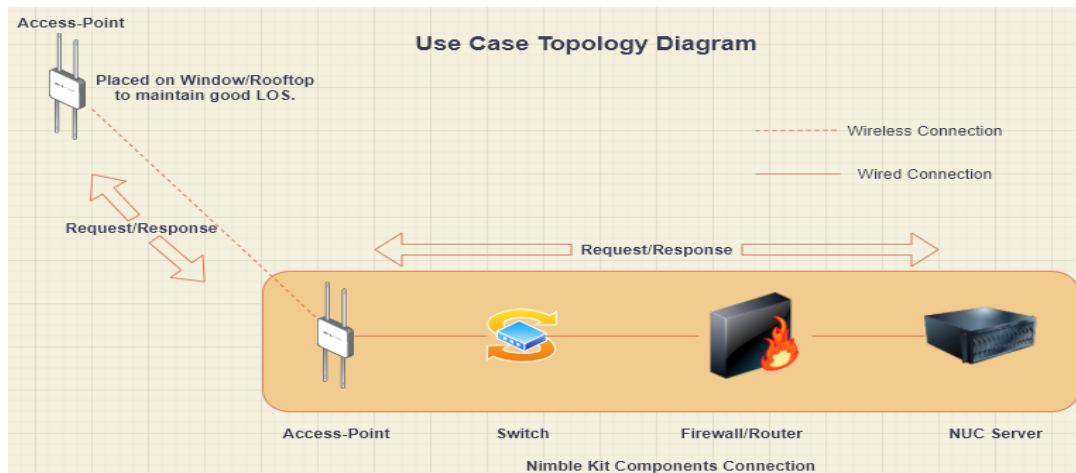 Access-Point
Use Case Topology Diagram
Placed on Window/Rooftop
to maintain good LOS.
Wireless Connection
Wired Connection
Request/Response
Request/Response
Access-Point
Switch
Firewall/Router
NUC Server
Nimble Kit Components Connection